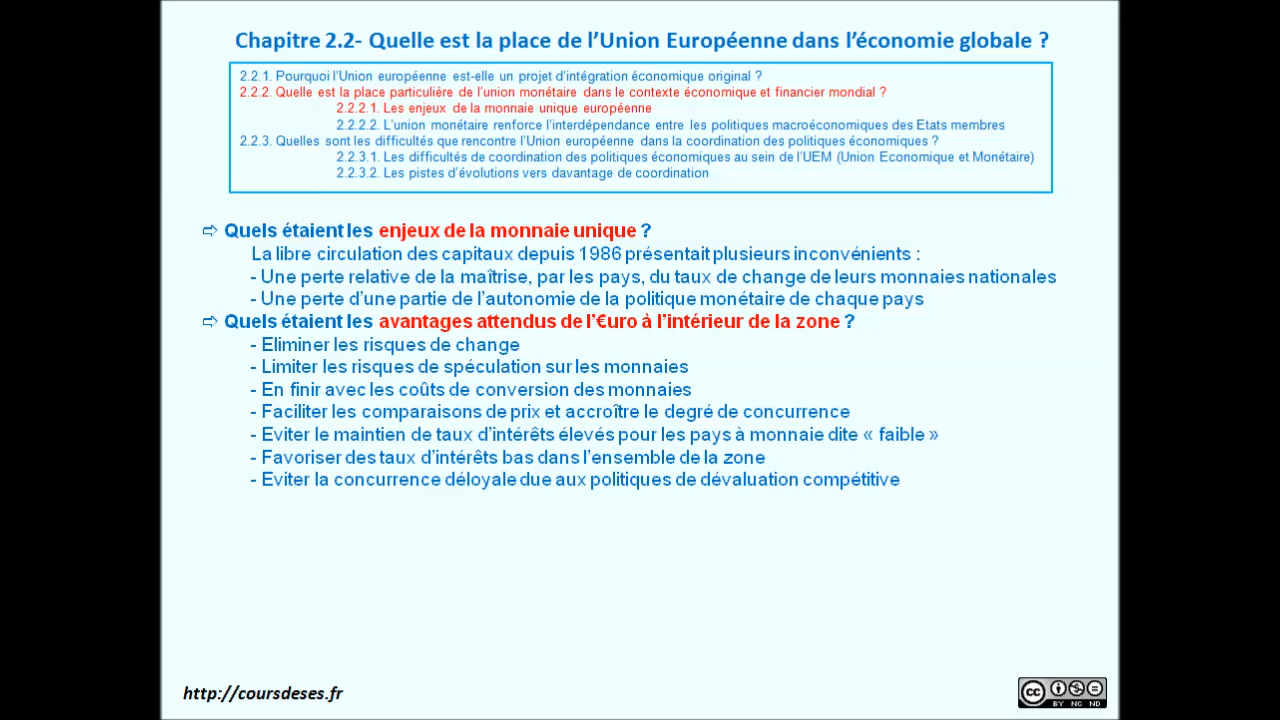 Chapitre 2.2- Quelle est la place de l'Union Européenne dans l'économie globale ?
2.2.1. Pourquoi l'Union européenne est-elle un projet d'intégration économique original ?
2.2.2. Quelle est la place particulière de l'union monétaire dans le contexte économique et financier mondial ?
2.2.2.1. Les enjeux de la monnaie unique européenne
2.2.2.2. L'union monétaire renforce l'interdépendance entre les politiques macroéconomiques des Etats membres
2.2.3. Quelles sont les difficultés que rencontre l'Union européenne dans la coordination des politiques économiques ?
2.2.3.1. Les difficultés de coordination des politiques économiques au sein de l'UEM (Union Economique et Monétaire)
2.2.3.2. Les pistes d'évolutions vers davantage de coordination
⇨ Quels étaient les enjeux de la monnaie unique ?
La libre circulation des capitaux depuis 1986 présentait plusieurs inconvénients :
- Une perte relative de la maîtrise, par les pays, du taux de change de leurs monnaies nationales
- Une perte d'une partie de l'autonomie de la politique monétaire de chaque pays
⇨ Quels étaient les avantages attendus de l'€uro à l'intérieur de la zone ?
- Eliminer les risques de change
- Limiter les risques de spéculation sur les monnaies
- En finir avec les coûts de conversion des monnaies
- Faciliter les comparaisons de prix et accroître le degré de concurrence
- Eviter le maintien de taux d'intérêts élevés pour les pays à monnaie dite « faible »
- Favoriser des taux d'intérêts bas dans l'ensemble de la zone
- Eviter la concurrence déloyale due aux politiques de dévaluation compétitive
http://coursdeses.fr
cc
BY NC ND